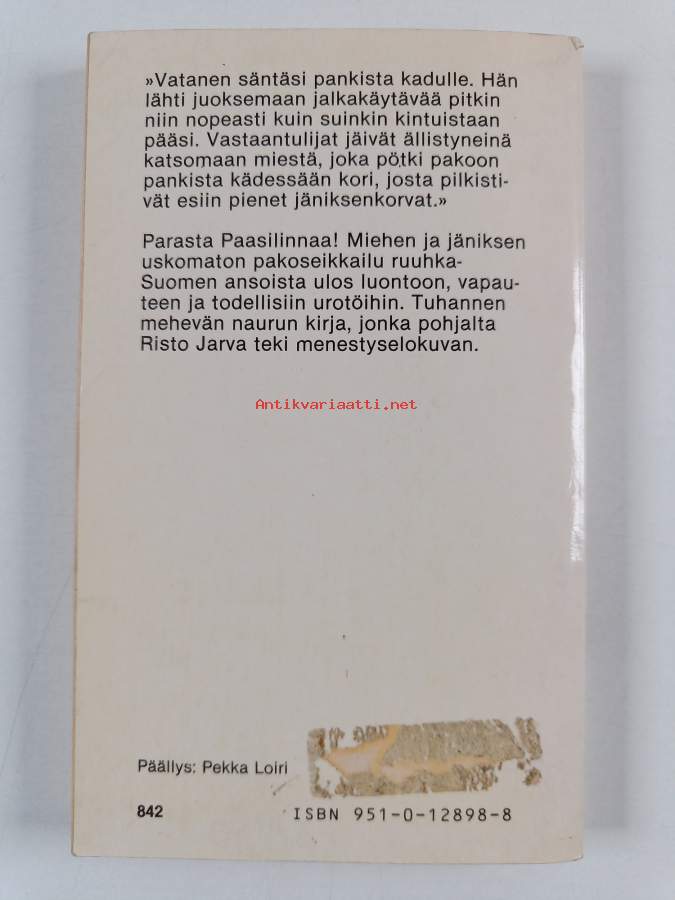 »Vatanen säntäsi pankista kadulle. Hän
lähti juoksemaan jalkakäytävää pitkin
niin nopeasti kuin suinkin kintuistaan
pääsi. Vastaantulijat jäivät ällistyneinä
katsomaan miestä, joka pötki pakoon
pankista kädessään kori, josta pilkisti-
vät esiin pienet jäniksenkorvat.»
Parasta Paasilinnaa! Miehen ja jäniksen
uskomaton pakoseikkailu ruuhka-
Suomen ansoista ulos luontoon, vapau-
teen ja todellisiin urotöihin. Tuhannen
mehevän naurun kirja, jonka pohjalta
Risto Jarva teki menestyselokuvan.
Antikvariaatti.net
Päällys: Pekka Loiri
842
ISBN 951-0-12898-8